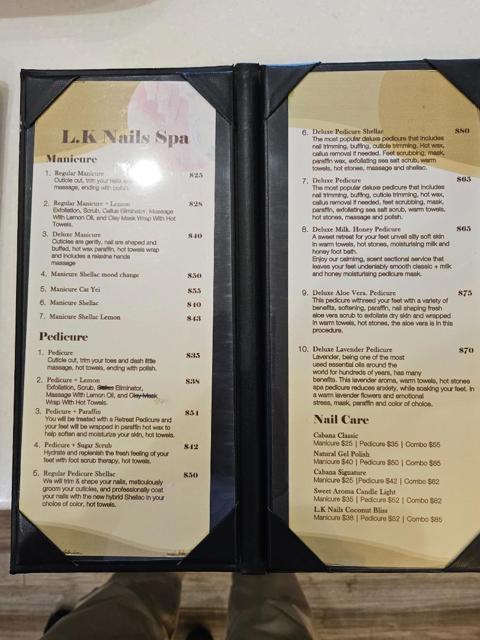 L.K Nails Spa
Manicure
1. Regular Manicure $25
Cuticle out, trim your nails
massage, ending with polish.
2. Regular Manicure + Lemon $28
Exfoliation, Scrub, Callus Eliminator, Massage
With Lemon Oil, and Clay Mask Wrap With Hot
Towels.
3. Deluxe Manicure $40
Cuticles are gently, nail are shaped and
buffed, hot wax paraffin, hot towels wrap
and includes a relaxina hands
massage
4. Manicure Shellac mood change $50
5. Manicure Cat Yei $55
6. Manicure Shellac $40
7. Manicure Shellac Lemon $43
Pedicure
1. Pedicure $35
Cuticle out, trim your toes and dash little
massage, hot towels, ending with polish.
2. Pedicure + Lemon $38
Exfoliation, Scrub, Eliminator,
Massage With Lemon Oil, and Clay Mask
Wrap With Hot Towels.
3. Pedicure + Paraffin $51
You will be treated with a Retreat Pedicure and
your feet will be wrapped in paraffin hot wax to
help soften and moisturize your skin, hot towels.
4. Pedicure + Sugar Scrub $42
Hydrate and replenish the fresh feeling of your
feet with foot scrub therapy, hot towels.
5. Regular Pedicure Shellac $50
We will trim & shape your nails, meticulously
groom your cuticles, and professionally coat
your nails with the new hybrid Shellac in your
choice of color, hot towels.
6. Deluxe Pedicure Shellac $80
The most popular deluxe pedicure that includes
nail trimming, buffing, cuticle trimming. Hot wax,
callus removal if needed. Feet scrubbing, mask,
paraffin wax, exfoliating sea salt scrub, warm
towels, hot stones, massage and shellac.
7. Deluxe Pedicure $65
The most popular deluxe pedicure that includes
nail trimming, buffing, cuticle trimming, hot wax,
callus removal if needed, feet scrubbing, mask,
paraffin, exfoliating sea salt scrub, warm
towels, hot stones, massage and polish.
8. Deluxe Milk. Honey Pedicure $65
A sweet retreat for your feet unveil silly soft skin
in warm towels, hot stones, moisturising milk and
honey foot bath.
Enjoy our calmimg, scent sectional service that
leaves your feet undeniably smooth classic + milk
and honey moisturising pedicure mask.
9. Deluxe Aloe Vera. Pedicure $75
This pedicure withneed your feet with a variety of
benefits, softening, paraffin, nail shaping fresh
aloe vera scrub to exfoliate dry skin and wrapped
in warm towels, hot stones, the aloe vera is in this
procedure.
10. Deluxe Lavender Pedicure $70
Lavender, being one of the most
used essential oils around the
world for hundreds of years, has many
benefits. This lavender aroma, warm towels, hot stones
spa pedicure reduces anxiety, while soaking your feet. In
a warm lavender flowers and emotional
stress, mask, paraffin and color of choice.
Nail Care
Cabana Classic
Manicure $25 | Pedicure $35 | Combo $55
Natural Gel Polish
Manicure $40 | Pedicure $50 | Combo $85
Cabana Signature
Manicure $25 |Pedicure $42 | Combo $62
Sweet Aroma Candle Light
Manicure $35 | Pedicure $52 | Combo $82
L.K Nails Coconut Bliss
Manicure $38 | Pedicure $52 | Combo $85